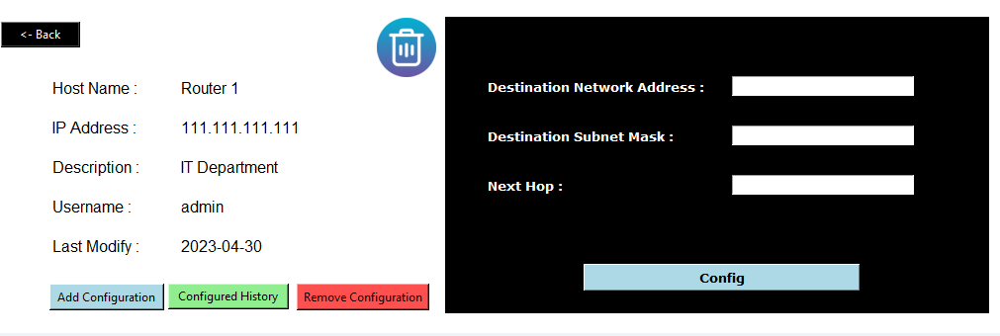 <- Back
Host Name : Router 1
IP Address : 111.111.111.111
Description : IT Department
Username : admin
Last Modify : 2023-04-30
Add Configuration Configured History Remove Configuration
Destination Network Address :
Destination Subnet Mask :
Next Hop :
Config